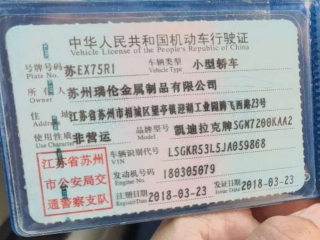 中华人民共和国机动车行驶证
Vehicle License of the People's Republic of China
号牌号码 苏EX75R1 车辆类型 小型轿车
Plate No. Vehicle Type
所有人 苏州瑞伦金属制品有限公司
Owner
住址 江苏省苏州市相城区望亭镇迎湖工业园腾飞西路23号
使用性质 非营运 品牌型号 凯迪拉克牌SGM7200KAA2
Use Character Model
江苏省苏州
市公安局交
通警察支队
车辆识别代号 LSGKR53L5JA059868
VIN
发动机号码 180305079
Engine No.
注册日期 2018-03-23 发证日期 2018-03-23
Register Date Issue Date